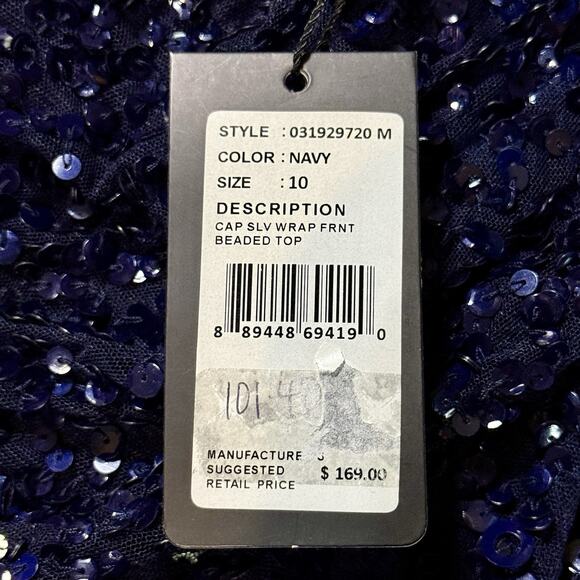 STYLE : 031929720 M
COLOR : NAVY
SIZE : 10
DESCRIPTION
CAP SLV WRAP FRNT
BEADED TOP
8 89448 69419 0
101.40
MANUFACTURE S
SUGGESTED $ 169.00
RETAIL PRICE